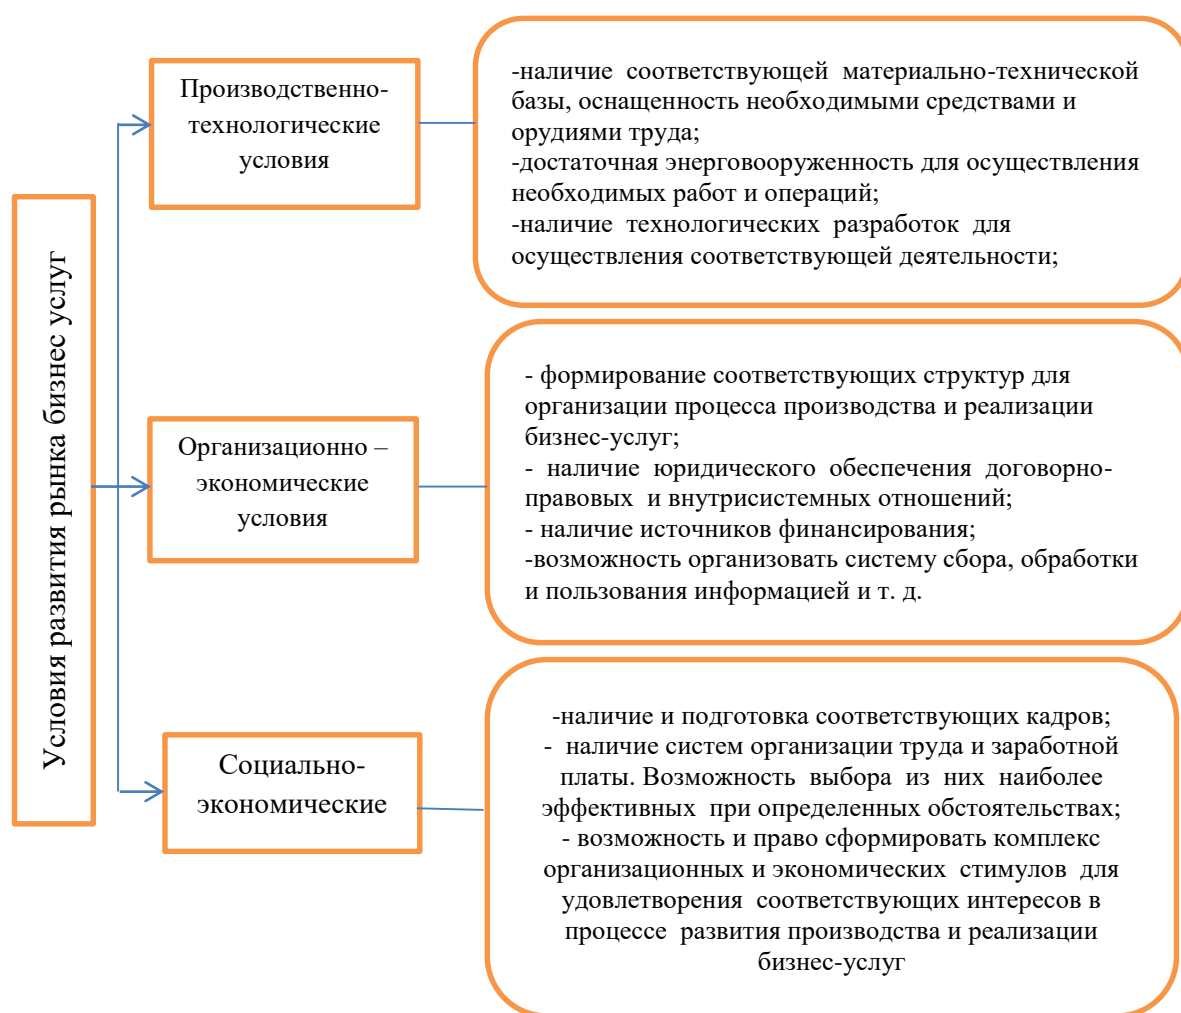 Условия развития рынка бизнес услуг
Производственно-
технологические
условия
-наличие соответствующей материально-технической
базы, оснащенность необходимыми средствами и
орудиями труда;
-достаточная энерговооруженность для осуществления
необходимых работ и операций;
-наличие технологических разработок для
осуществления соответствующей деятельности;
Организационно –
экономические
условия
- формирование соответствующих структур для
организации процесса производства и реализации
бизнес-услуг;
- наличие юридического обеспечения договорно-
правовых и внутрисистемных отношений;
- наличие источников финансирования;
-возможность организовать систему сбора, обработки
и пользования информацией и т. д.
Социально-
экономические
-наличие и подготовка соответствующих кадров;
- наличие систем организации труда и заработной
платы. Возможность выбора из них наиболее
эффективных при определенных обстоятельствах;
- возможность и право сформировать комплекс
организационных и экономических стимулов для
удовлетворения соответствующих интересов в
процессе развития производства и реализации
бизнес-услуг